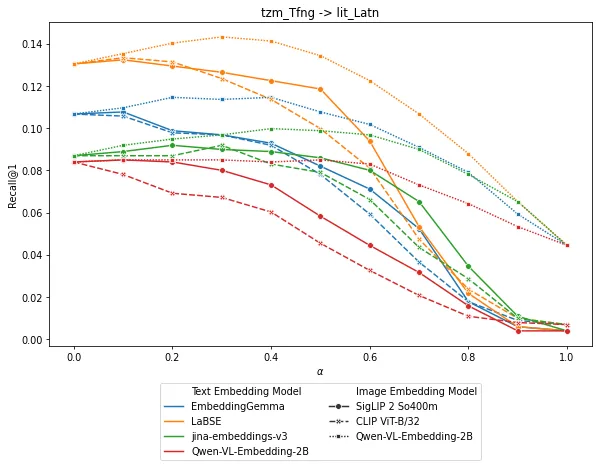 tzm_Tfng -> lit_Latn
0.14
0.12
0.10
0.08
0.06
0.04
0.02
0.00
Recall@1
0.0 0.2 0.4 0.6 0.8 1.0
α
Text Embedding Model Image Embedding Model
EmbeddingGemma SigLIP 2 So400m
LaBSE CLIP ViT-B/32
jina-embeddings-v3 Qwen-VL-Embedding-2B
Qwen-VL-Embedding-2B